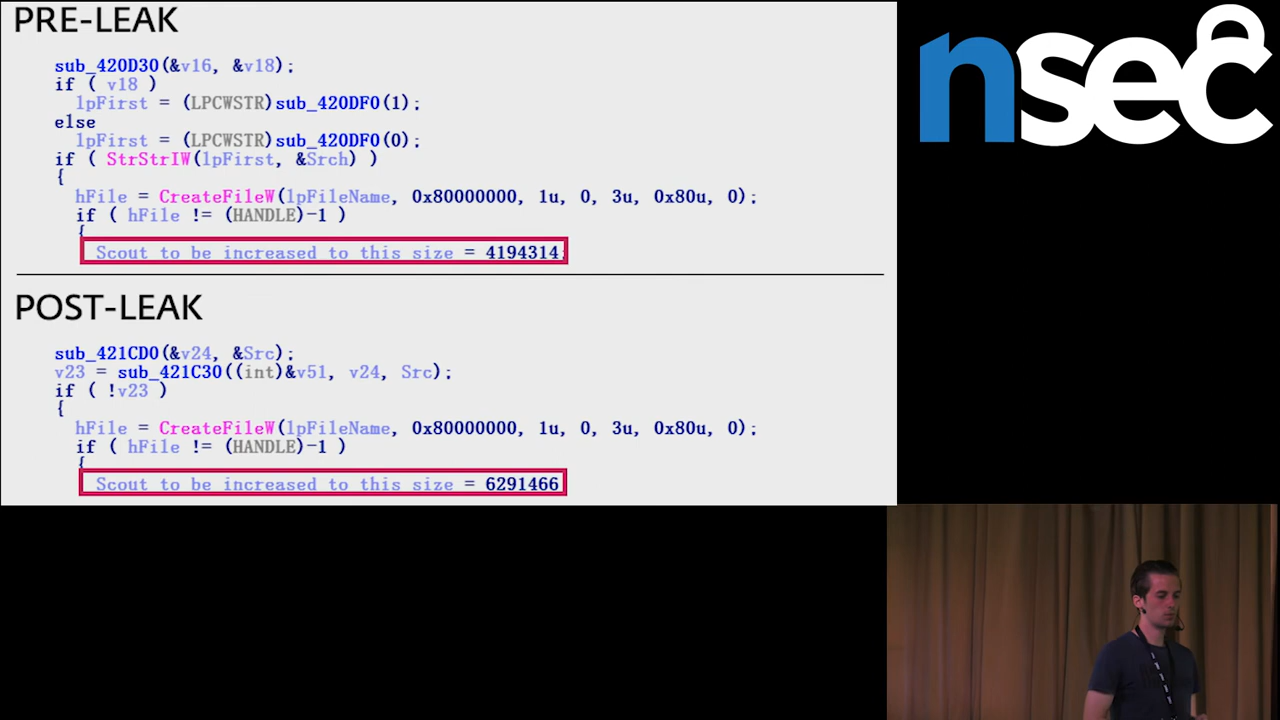 PRE-LEAK
sub_420D30(&v16, &v18);
if ( v18 )
lpFirst = (LPCWSTR)sub_420DF0(1);
else
lpFirst = (LPCWSTR)sub_420DF0(0);
if ( StrStrIW(lpFirst, &Srch) )
{
hFile = CreateFileW(lpFileName, 0x80000000, 1u, 0, 3u, 0x80u, 0);
if ( hFile != (HANDLE)-1 )
{
Scout to be increased to this size = 4194314;
POST-LEAK
sub_421CD0(&v24, &Src);
v23 = sub_421C30((int)&v51, v24, Src);
if ( !v23 )
{
hFile = CreateFileW(lpFileName, 0x80000000, 1u, 0, 3u, 0x80u, 0);
if ( hFile != (HANDLE)-1 )
{
Scout to be increased to this size = 6291466
nsec